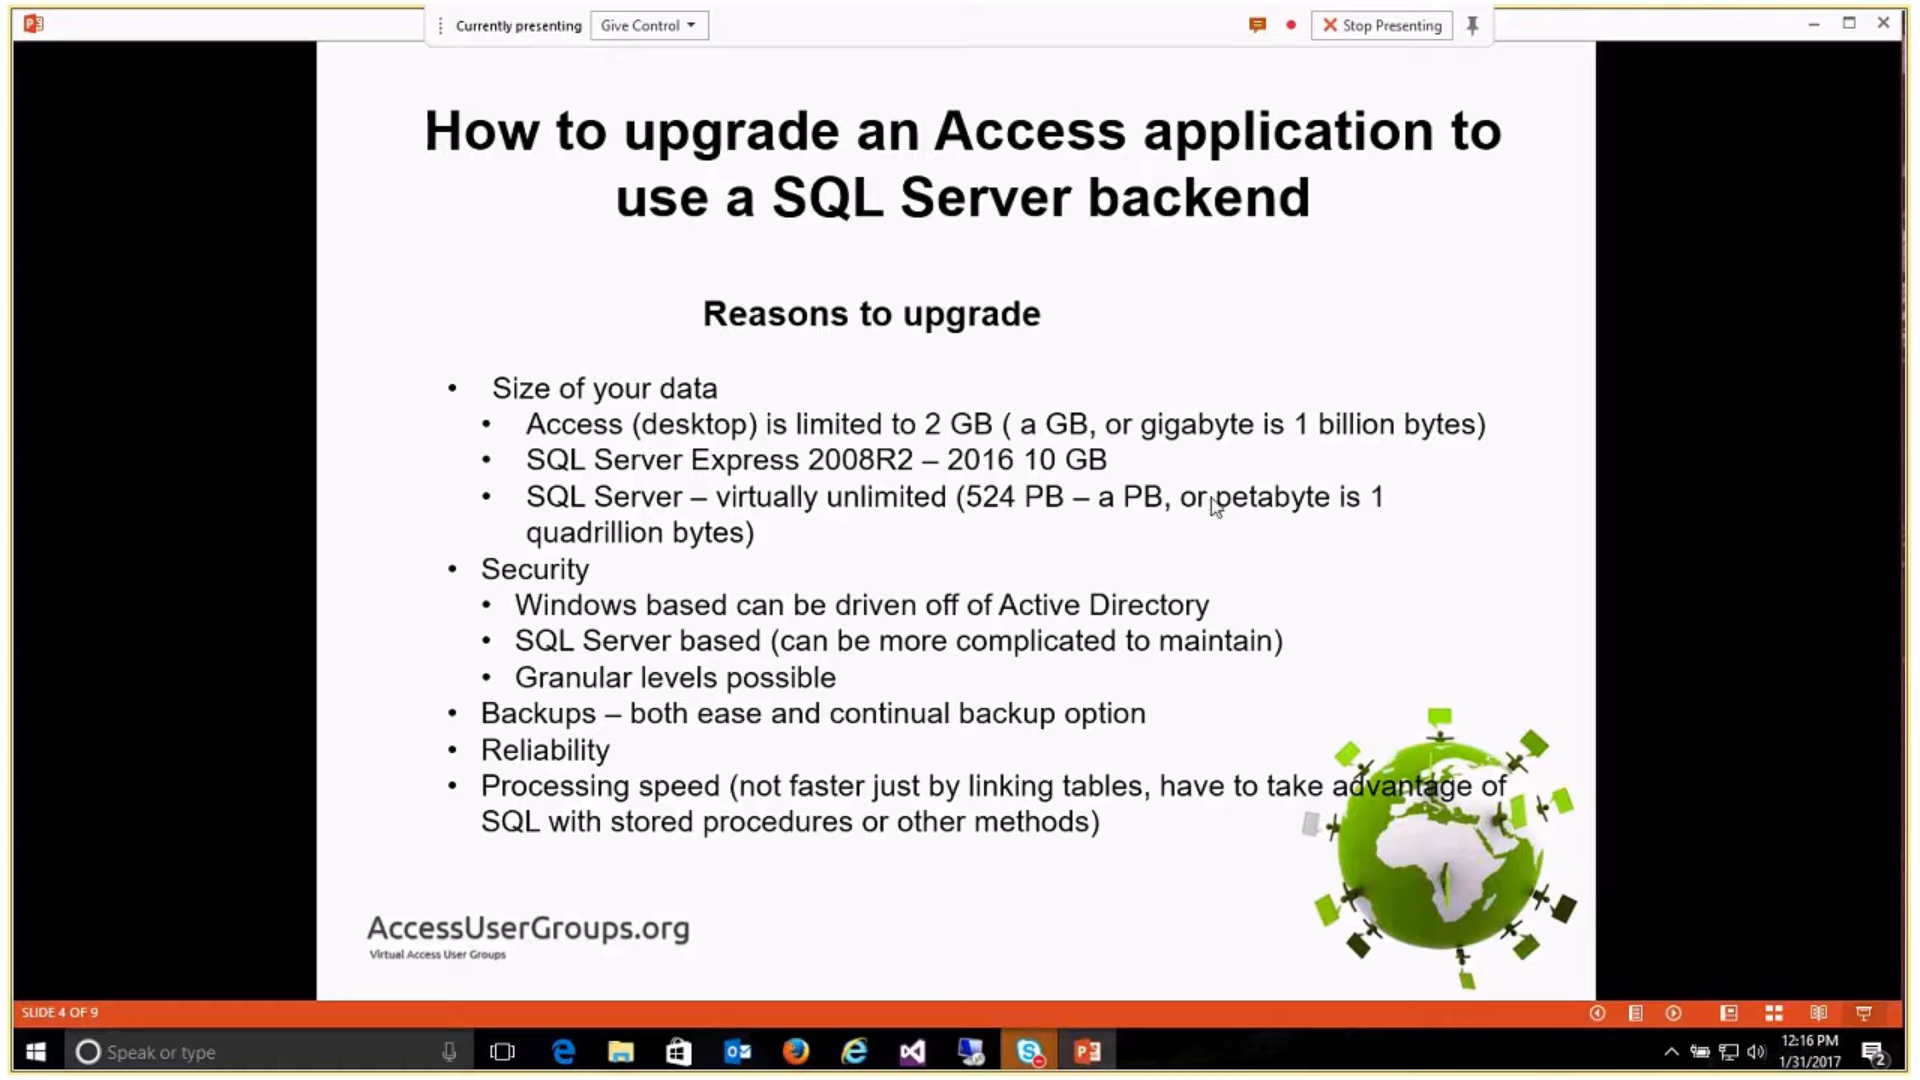 Currently presenting
Give Control
Stop Presenting
How to upgrade an Access application to
use a SQL Server backend
Reasons to upgrade
• Size of your data
• Access (desktop) is limited to 2 GB ( a GB, or gigabyte is 1 billion bytes)
• SQL Server Express 2008R2 – 2016 10 GB
• SQL Server – virtually unlimited (524 PB – a PB, or petabyte is 1
quadrillion bytes)
• Security
• Windows based can be driven off of Active Directory
• SQL Server based (can be more complicated to maintain)
• Granular levels possible
• Backups – both ease and continual backup option
• Reliability
• Processing speed (not faster just by linking tables, have to take advantage of
SQL with stored procedures or other methods)
AccessUserGroups.org
Virtual Access User Groups
SLIDE 4 OF 9
Speak or type
12:16 PM
1/31/2017
2